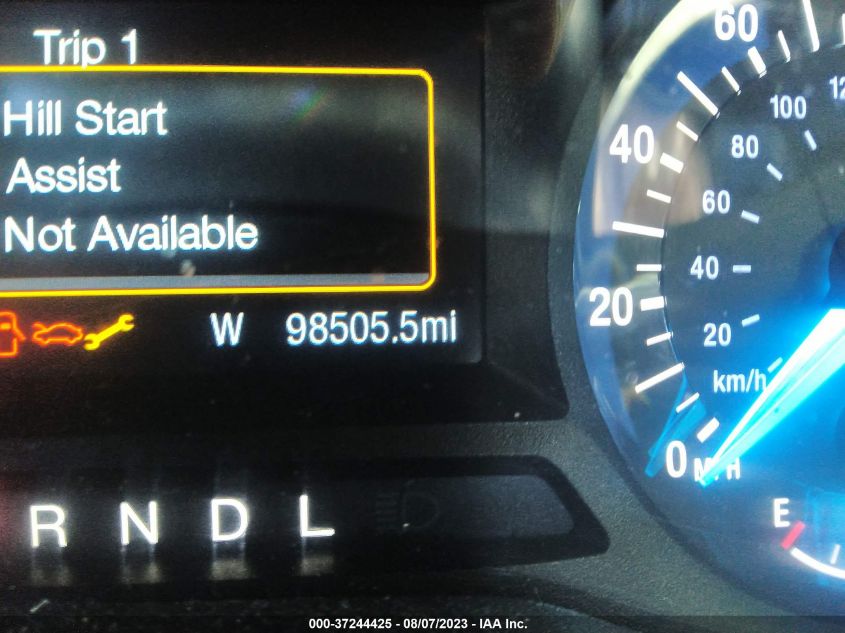 Trip 1
Hill Start
Assist
Not Available
W 98505.5mi
R N D L
60
40
20
0
MPH
100
80
60
40
20
km/h
E
000-37244425 - 08/07/2023 - IAA Inc.